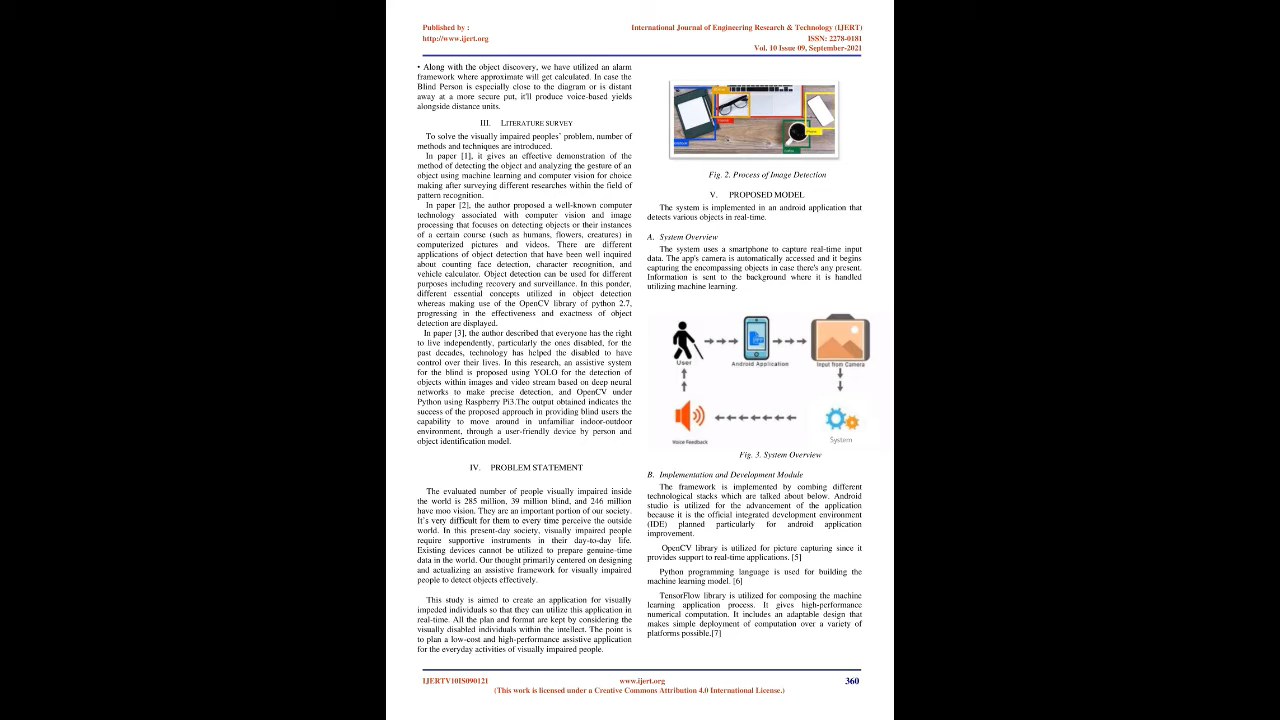 Published by :
http://www.ijert.org
International Journal of Engineering Research & Technology (IJERT)
ISSN: 2278-0181
Vol. 10 Issue 09, September-2021
• Along with the object discovery, we have utilized an alarm
framework where approximate will get calculated. In case the
Blind Person is especially close to the diagram or is distant
away at a more secure put, it'll produce voice-based yields
alongside distance units.
III. LITERATURE SURVEY
To solve the visually impaired peoples' problem, number of
methods and techniques are introduced.
In paper [1], it gives an effective demonstration of the
method of detecting the object and analyzing the gesture of an
object using machine learning and computer vision for choice
making after surveying different researches within the field of
pattern recognition.
In paper [2], the author proposed a well-known computer
technology associated with computer vision and image
processing that focuses on detecting objects or their instances
of a certain course (such as humans, flowers, creatures) in
computerized pictures and videos. There are different
applications of object detection that have been well inquired
about counting face detection, character recognition, and
vehicle calculator. Object detection can be used for different
purposes including recovery and surveillance. In this ponder,
different essential concepts utilized in object detection
whereas making use of the OpenCV library of python 2.7,
progressing in the effectiveness and exactness of object
detection are displayed.
In paper [3], the author described that everyone has the right
to live independently, particularly the ones disabled, for the
past decades, technology has helped the disabled to have
control over their lives. In this research, an assistive system
for the blind is proposed using YOLO for the detection of
objects within images and video stream based on deep neural
networks to make precise detection, and OpenCV under
Python using Raspberry Pi3.The output obtained indicates the
success of the proposed approach in providing blind users the
capability to move around in unfamiliar indoor-outdoor
environment, through a user-friendly device by person and
object identification model.
IV. PROBLEM STATEMENT
The evaluated number of people visually impaired inside
the world is 285 million, 39 million blind, and 246 million
have moo vision. They are an important portion of our society.
It's very difficult for them to every time perceive the outside
world. In this present-day society, visually impaired people
require supportive instruments in their day-to-day life.
Existing devices cannot be utilized to prepare genuine-time
data in the world. Our thought primarily centered on designing
and actualizing an assistive framework for visually impaired
people to detect objects effectively.
This study is aimed to create an application for visually
impeded individuals so that they can utilize this application in
real-time. All the plan and format are kept by considering the
visually disabled individuals within the intellect. The point is
to plan a low-cost and high-performance assistive application
for the everyday activities of visually impaired people.
Fig. 2. Process of Image Detection
V. PROPOSED MODEL
The system is implemented in an android application that
detects various objects in real-time.
A. System Overview
The system uses a smartphone to capture real-time input
data. The app's camera is automatically accessed and it begins
capturing the encompassing objects in case there's any present.
Information is sent to the background where it is handled
utilizing machine learning.
User
Android Application
Input from Camera
Voice Feedback
System
Fig. 3. System Overview
B. Implementation and Development Module
The framework is implemented by combing different
technological stacks which are talked about below. Android
studio is utilized for the advancement of the application
because it is the official integrated development environment
(IDE) planned particularly for android application
improvement.
OpenCV library is utilized for picture capturing since it
provides support to real-time applications. [5]
Python programming language is used for building the
machine learning model. [6]
TensorFlow library is utilized for composing the machine
learning application process. It gives high-performance
numerical computation. It includes an adaptable design that
makes simple deployment of computation over a variety of
platforms possible.[7]
IJERTV10IS090121
www.ijert.org
360
(This work is licensed under a Creative Commons Attribution 4.0 International License.)